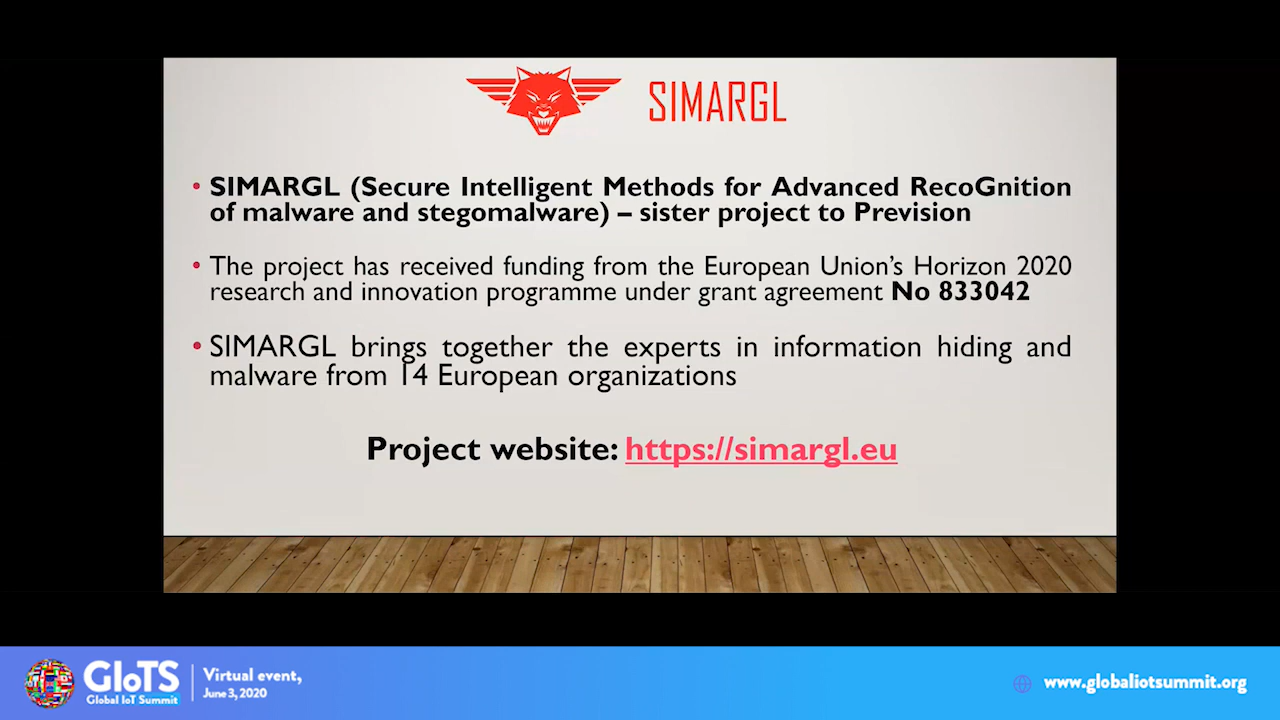 SIMARGL
• SIMARGL (Secure Intelligent Methods for Advanced RecoGnition
of malware and stegomalware) – sister project to Prevision
• The project has received funding from the European Union’s Horizon 2020
research and innovation programme under grant agreement No 833042
• SIMARGL brings together the experts in information hiding and
malware from 14 European organizations
Project website: https://simargl.eu
GIoTS
Global IoT Summit
Virtual event,
June 3, 2020
www.globaliotsummit.org